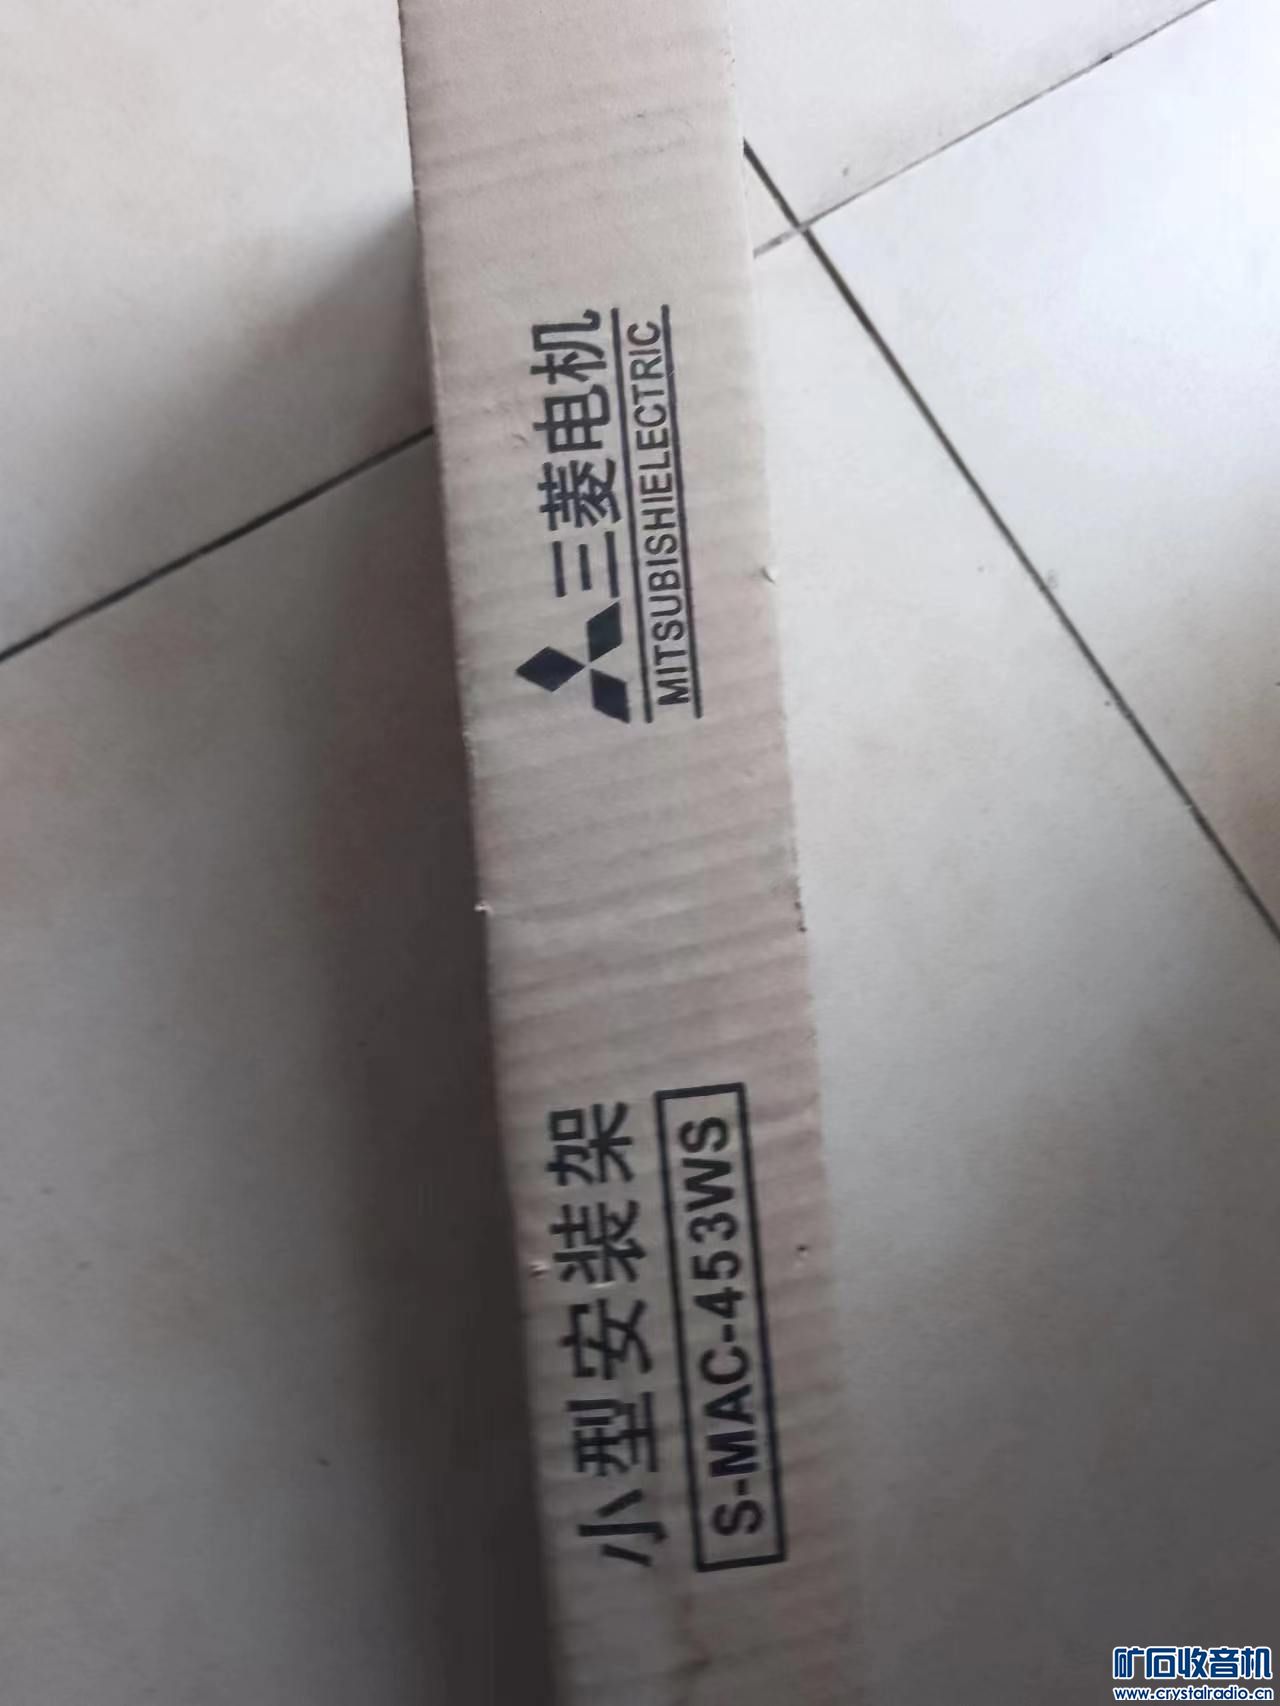 三菱电机
MITSUBISHIELECTRIC
小型安装架
S-MAC-453WS
矿石收音机
www.crystalradio.cn